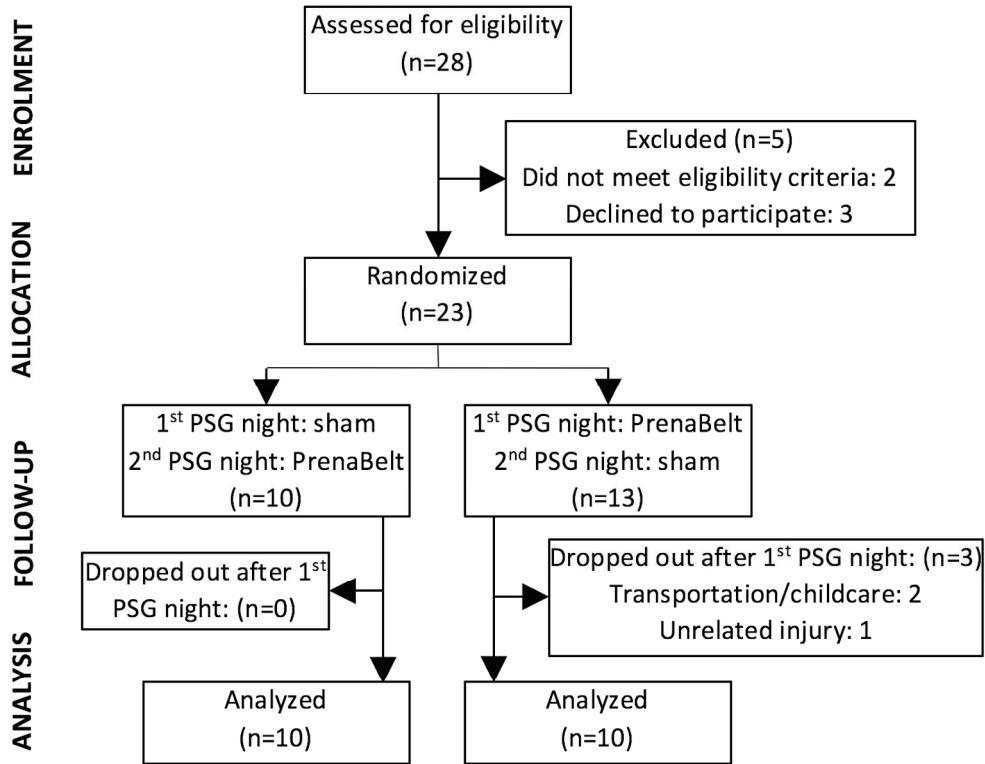 ENROLMENT
Assessed for eligibility
(n=28)
Excluded (n=5)
Did not meet eligibility criteria: 2
Declined to participate: 3
ALLOCATION
Randomized
(n=23)
FOLLOW-UP
1st PSG night: sham
2nd PSG night: PrenaBelt
(n=10)
1st PSG night: PrenaBelt
2nd PSG night: sham
(n=13)
Dropped out after 1st
PSG night: (n=0)
Dropped out after 1st PSG night: (n=3)
Transportation/childcare: 2
Unrelated injury: 1
ANALYSIS
Analyzed
(n=10)
Analyzed
(n=10)